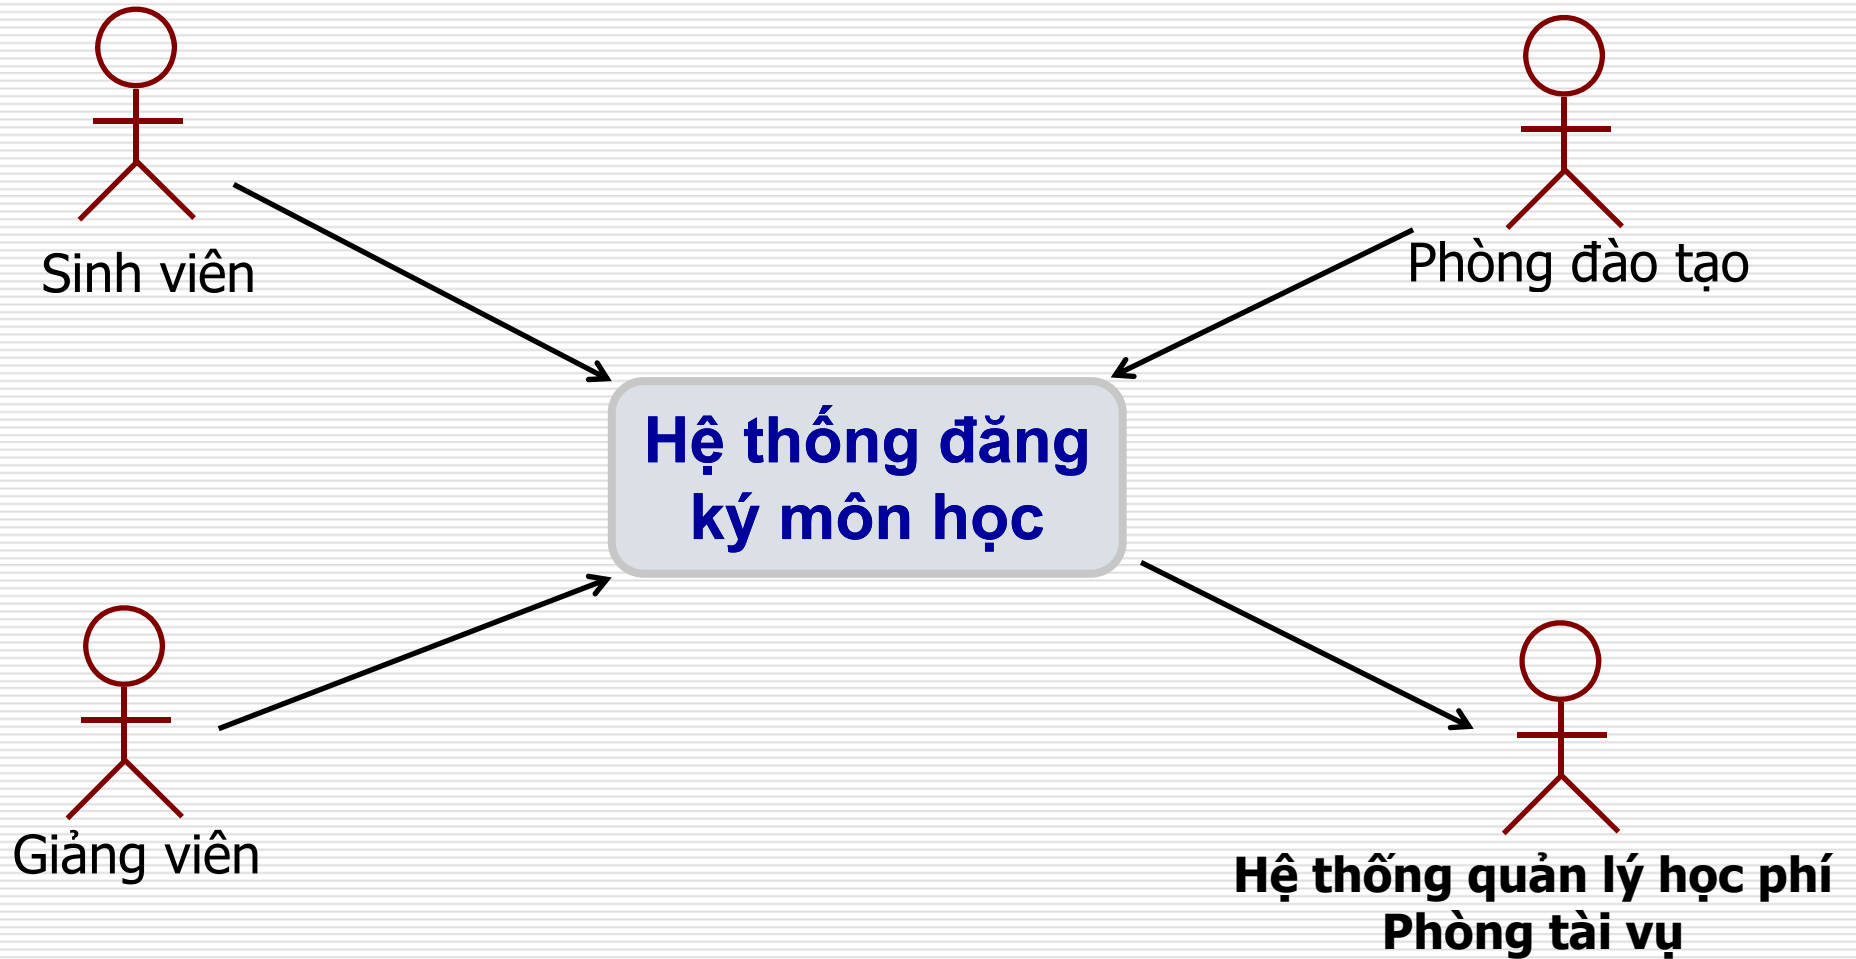 Sinh viên
Phòng đào tạo
Hệ thống đăng
ký môn học
Giảng viên
Hệ thống quản lý học phí
Phòng tài vụ